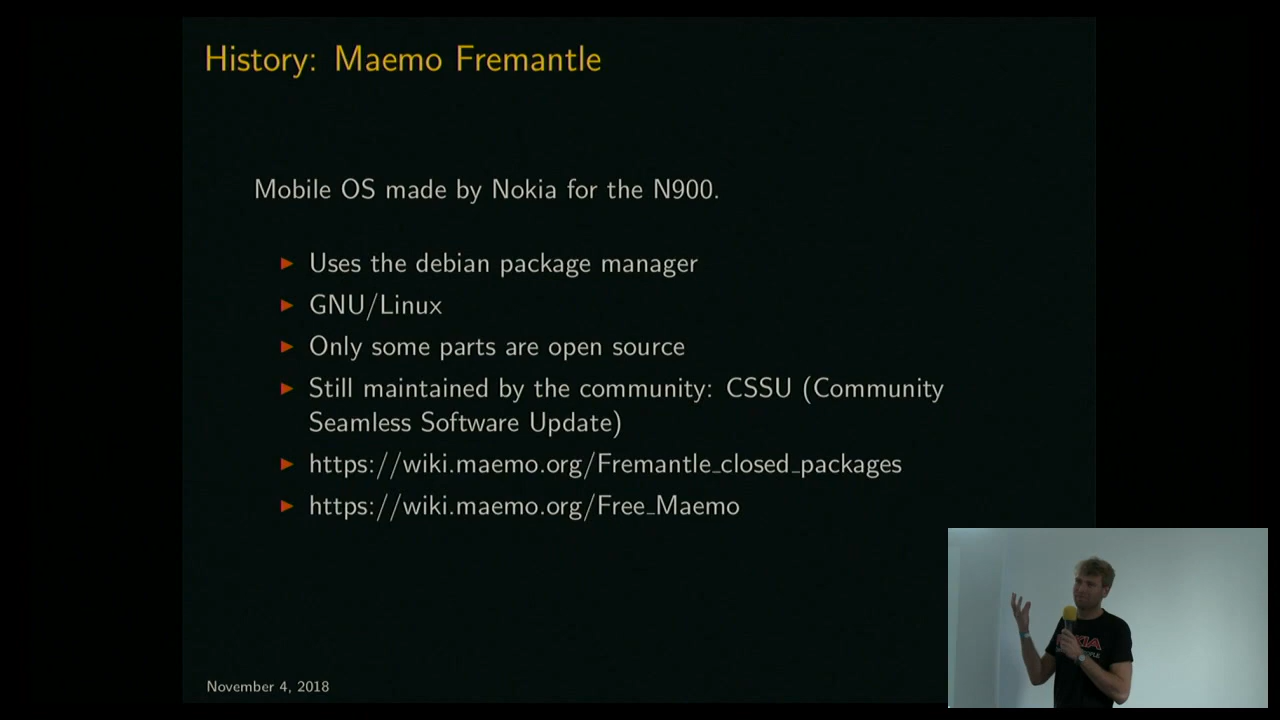 History: Maemo Fremantle
Mobile OS made by Nokia for the N900.
Uses the debian package manager
GNU/Linux
Only some parts are open source
Still maintained by the community: CSSU (Community
Seamless Software Update)
https://wiki.maemo.org/Fremantle_closed_packages
https://wiki.maemo.org/Free_Maemo
November 4, 2018